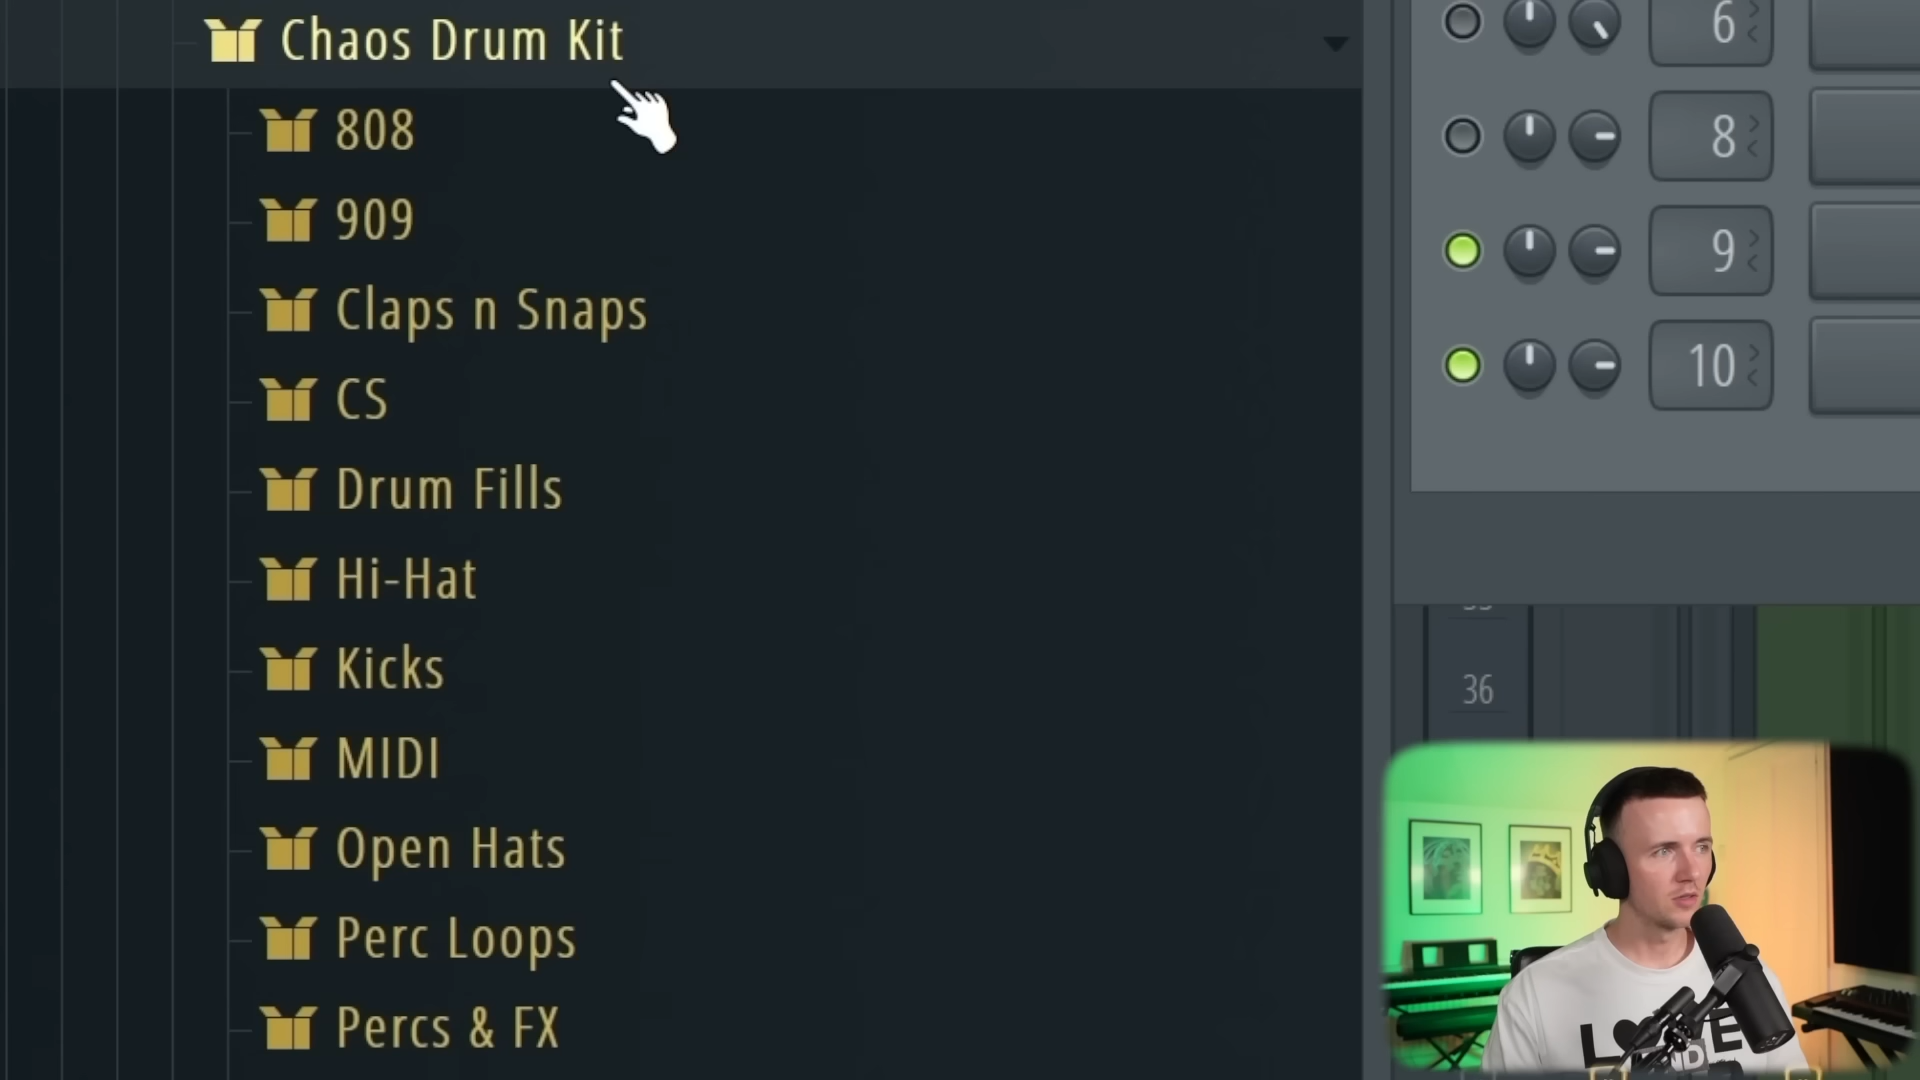 Chaos Drum Kit
808
909
Claps n Snaps
CS
Drum Fills
Hi-Hat
Kicks
MIDI
Open Hats
Perc Loops
Percs & FX
6
8
9
10
36